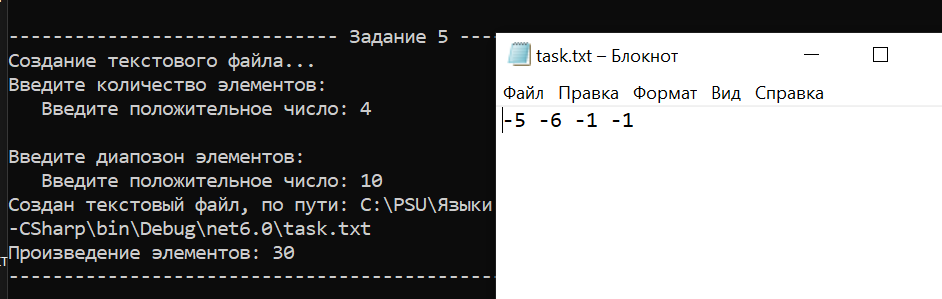 ------------------------------ Задание 5 ----
Создание текстового файла...
Введите количество элементов:
Введите положительное число: 4
Введите диапозон элементов:
Введите положительное число: 10
Создан текстовый файл, по пути: C:\PSU\Языки
-CSharp\bin\Debug\net6.0\task.txt
Произведение элементов: 30
---------------------------------------------
task.txt – Блокнот
Файл Правка Формат Вид Справка
-5 -6 -1 -1